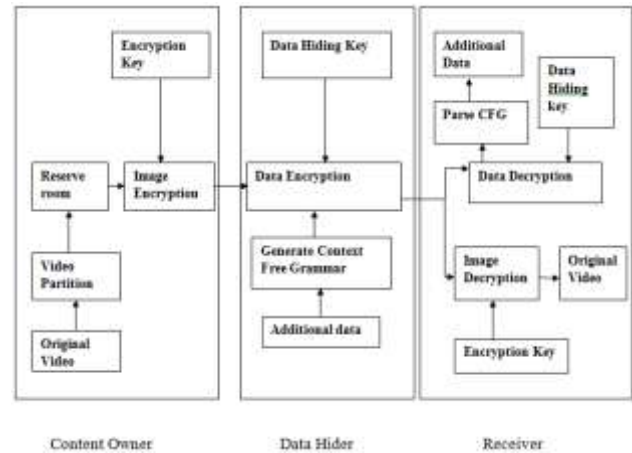 Encryption
Key
Reserve
room
Image
Encryption
Video
Partition
Original
Video
Content Owner
Data Hiding Key
Data Encryption
Generate Context
Free Grammar
Additional data
Data Hider
Additional
Data
Data
Hiding
key
Parse CFG
Data Decryption
Image
Decryption
Original
Video
Encryption Key
Receiver